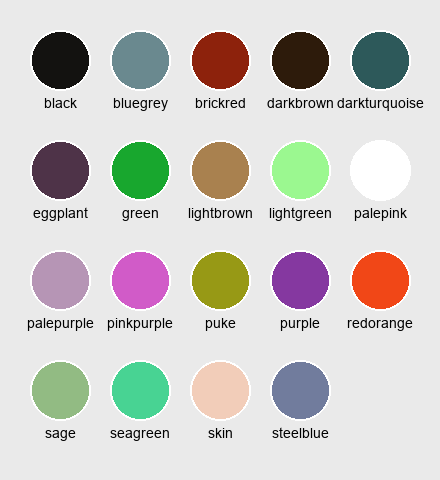 black bluegrey brickred darkbrown darkturquoise
eggplant green lightbrown lightgreen palepink
palepurple pinkpurple puke purple redorange
sage seagreen skin steelblue